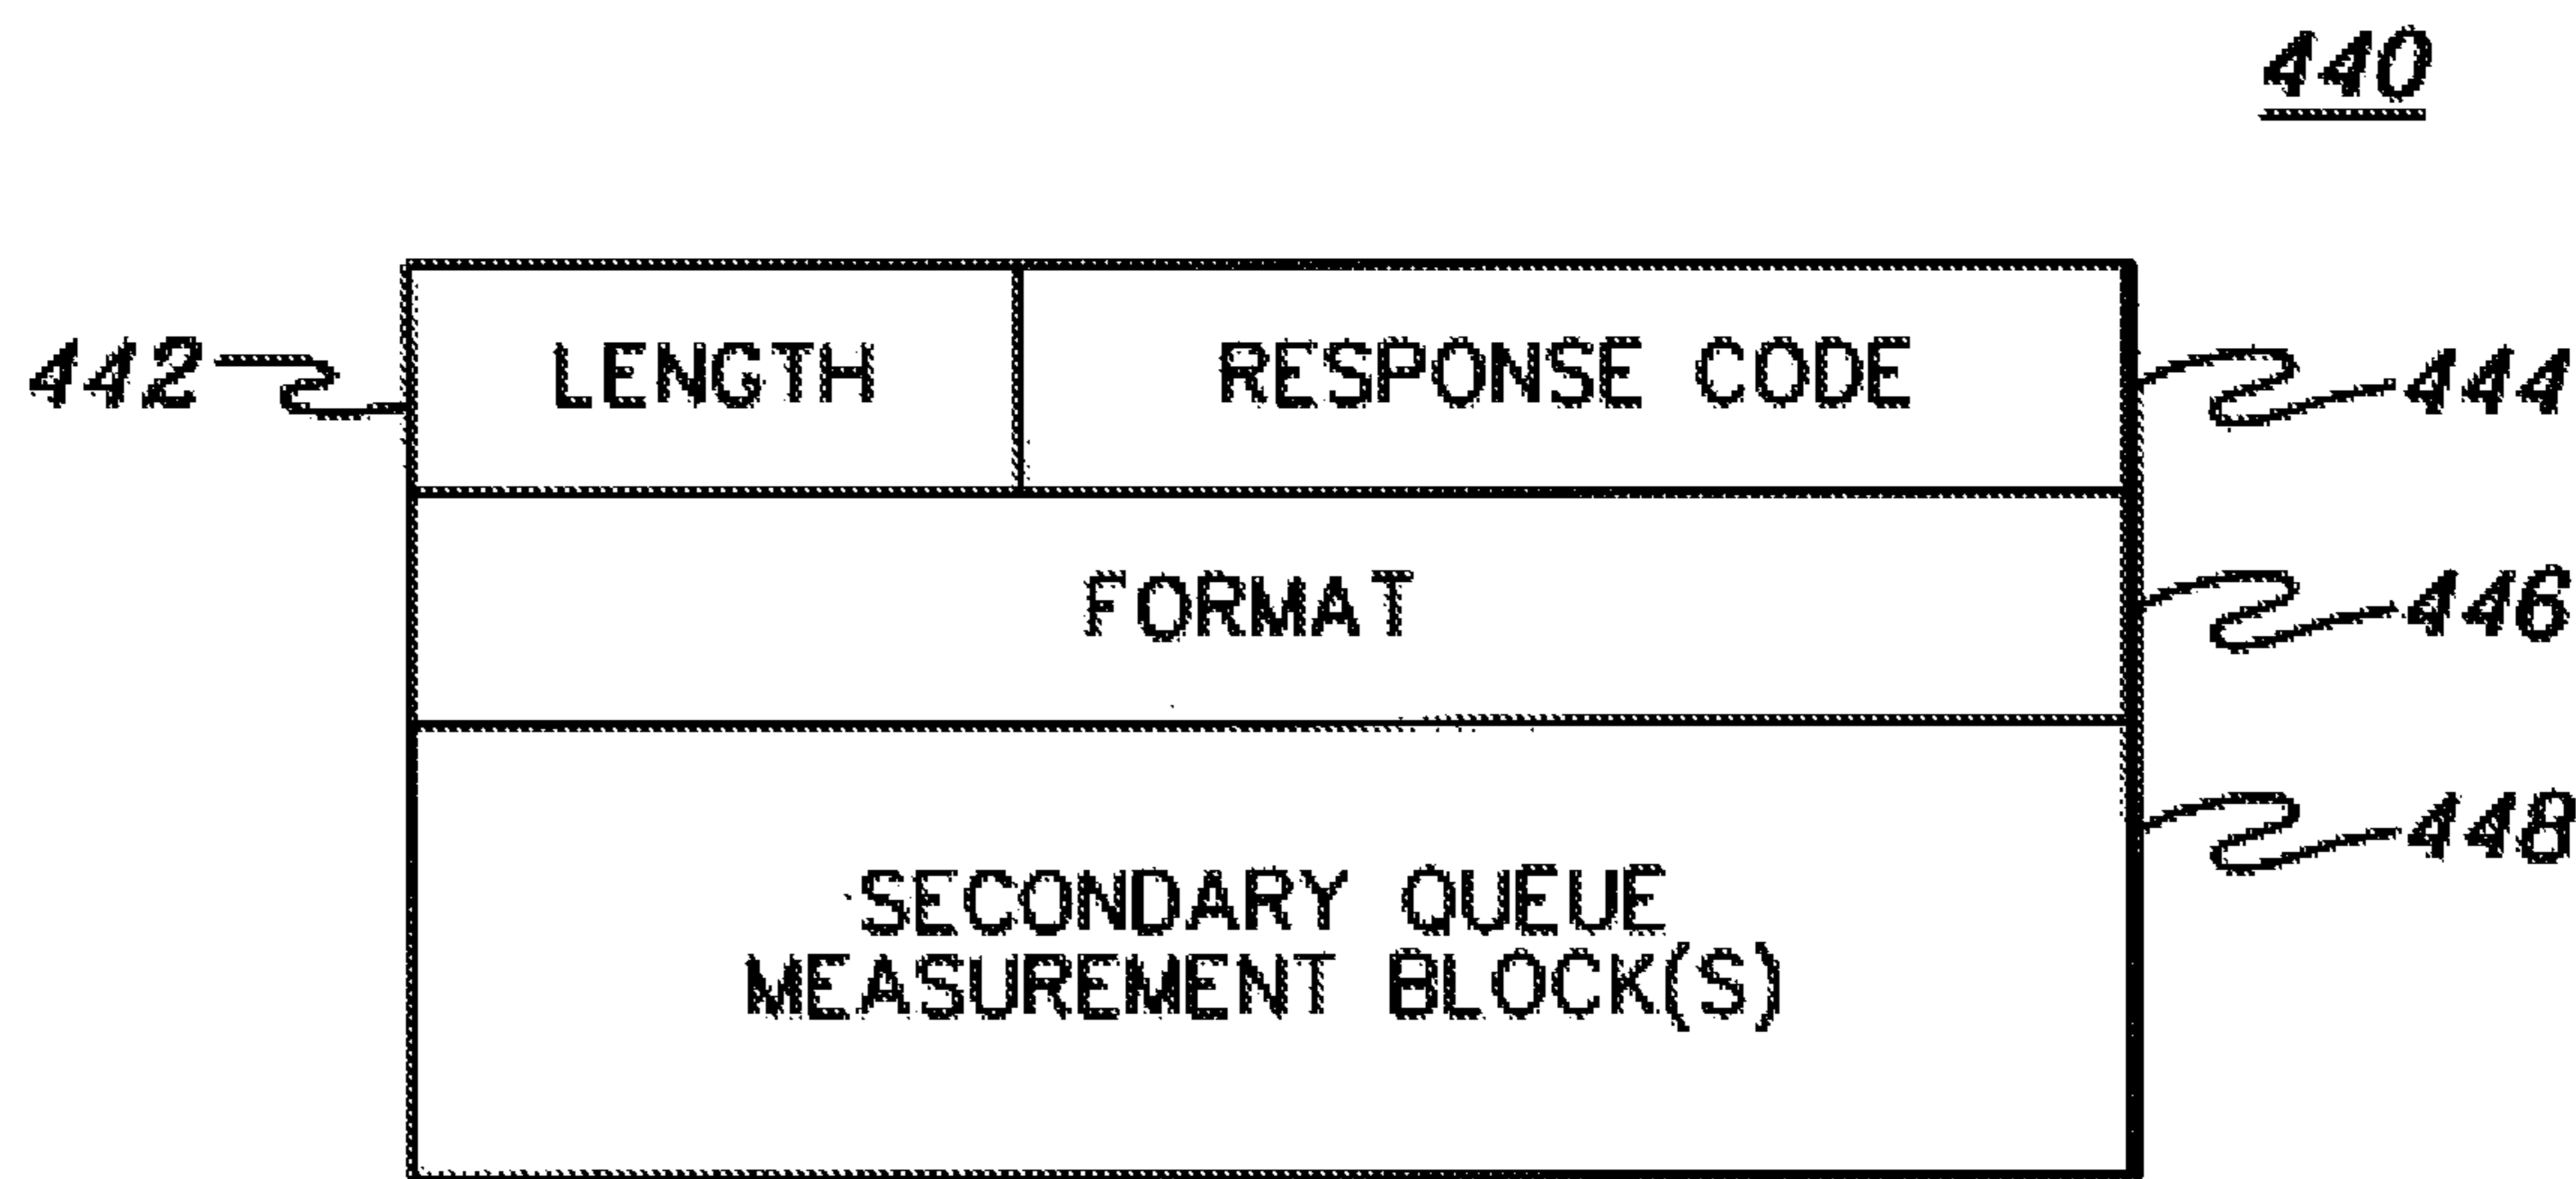 440
442
LENGTH
RESPONSE CODE
444
FORMAT
446
448
SECONDARY QUEUE
MEASUREMENT BLOCK(S)